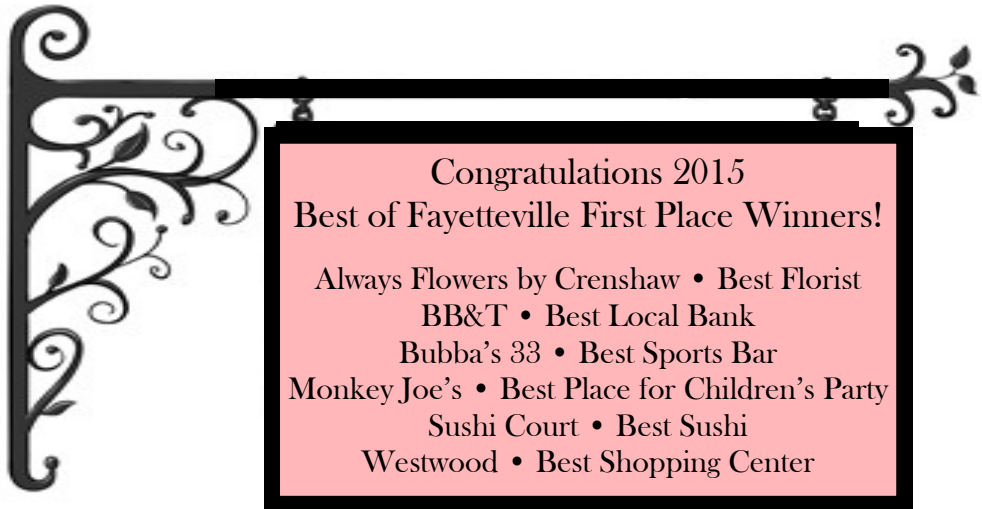 Congratulations 2015
Best of Fayetteville First Place Winners!
Always Flowers by Crenshaw • Best Florist
BB&T • Best Local Bank
Bubba’s 33 • Best Sports Bar
Monkey Joe’s • Best Place for Children’s Party
Sushi Court • Best Sushi
Westwood • Best Shopping Center